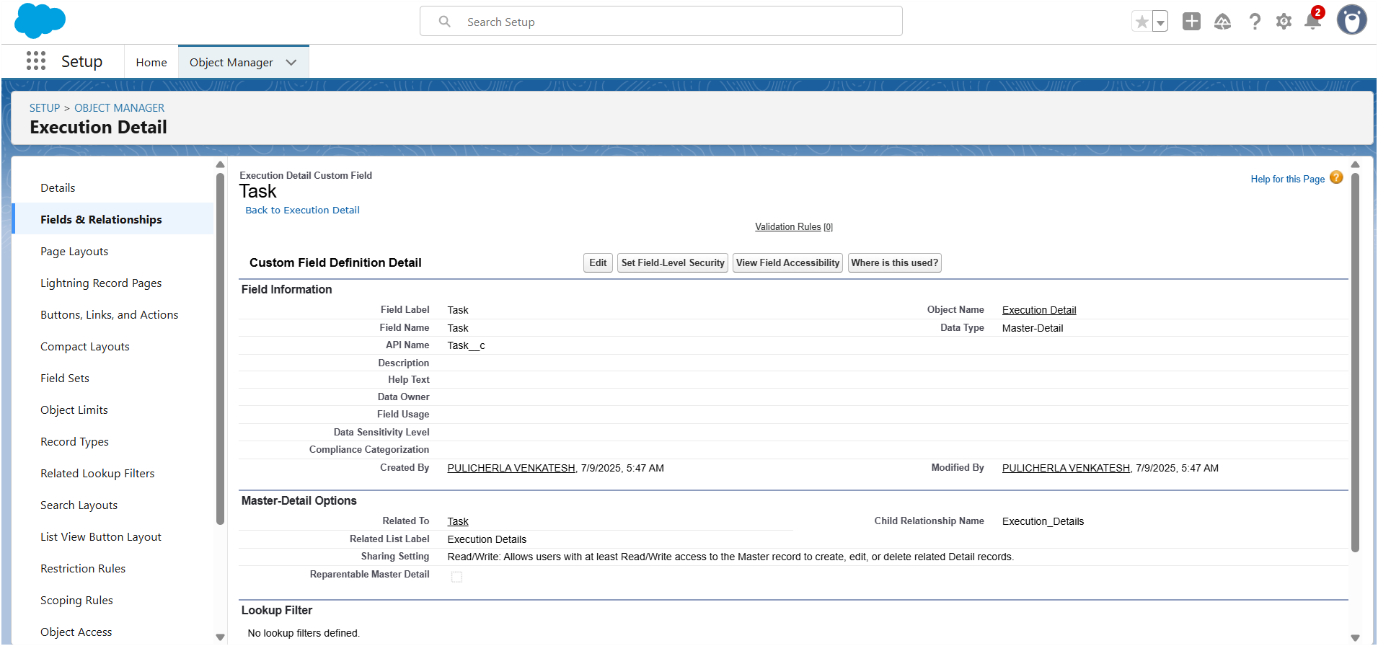 Search Setup
2
Setup
Home
Object Manager
SETUP > OBJECT MANAGER
Execution Detail
Details
Fields & Relationships
Page Layouts
Lightning Record Pages
Buttons, Links, and Actions
Compact Layouts
Field Sets
Object Limits
Record Types
Related Lookup Filters
Search Layouts
List View Button Layout
Restriction Rules
Scoping Rules
Object Access
Execution Detail Custom Field
Task
Back to Execution Detail
Help for this Page ?
Validation Rules [0]
Custom Field Definition Detail
Edit
Set Field-Level Security
View Field Accessibility
Where is this used?
Field Information
Field Label Task Object Name Execution Detail
Field Name Task Data Type Master-Detail
API Name Task__c
Description
Help Text
Data Owner
Field Usage
Data Sensitivity Level
Compliance Categorization
Created By PULICHERLA VENKATESH, 7/9/2025, 5:47 AM Modified By PULICHERLA VENKATESH, 7/9/2025, 5:47 AM
Master-Detail Options
Related To Task Child Relationship Name Execution_Details
Related List Label Execution Details
Sharing Setting Read/Write: Allows users with at least Read/Write access to the Master record to create, edit, or delete related Detail records.
Reparentable Master Detail
Lookup Filter
No lookup filters defined.